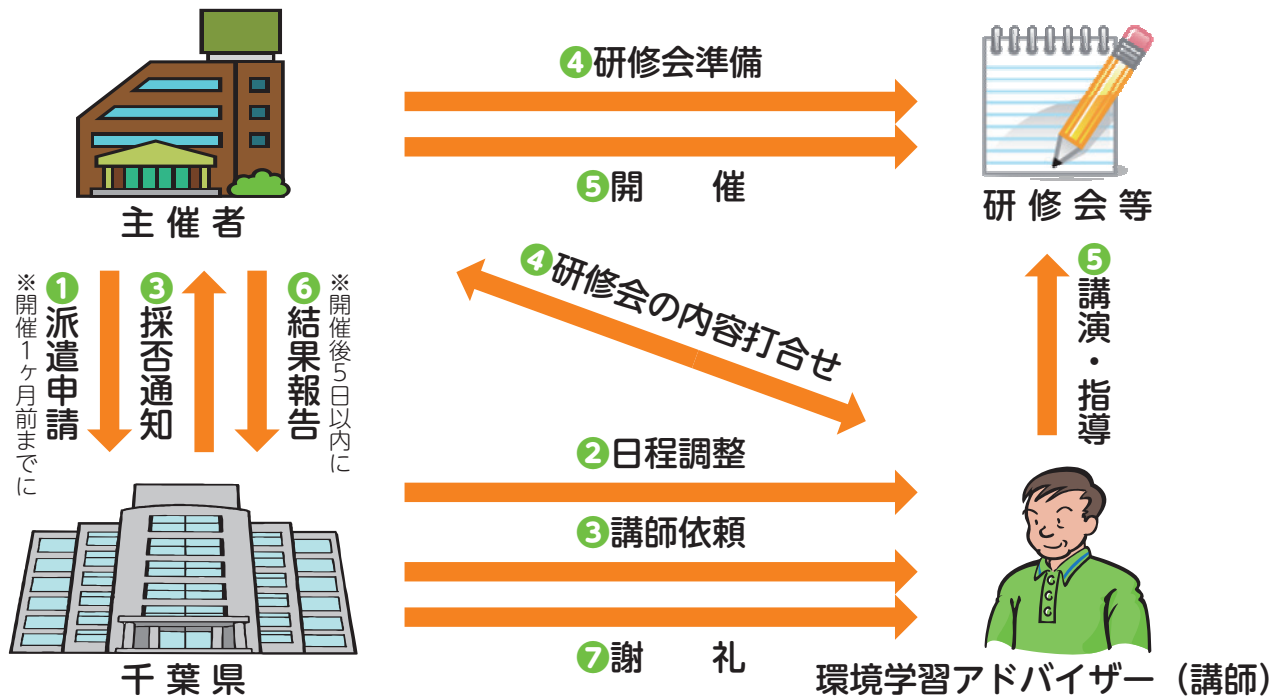 ❹研修会準備
❺開　催
主催者
研修会等
※開催1ヶ月前までに
❶派遣申請
❸採否通知
❻結果報告
※開催後5日以内に
❹研修会の内容打合せ
❺講演・指導
❷日程調整
❸講師依頼
❼謝　礼
千葉県
環境学習アドバイザー（講師）